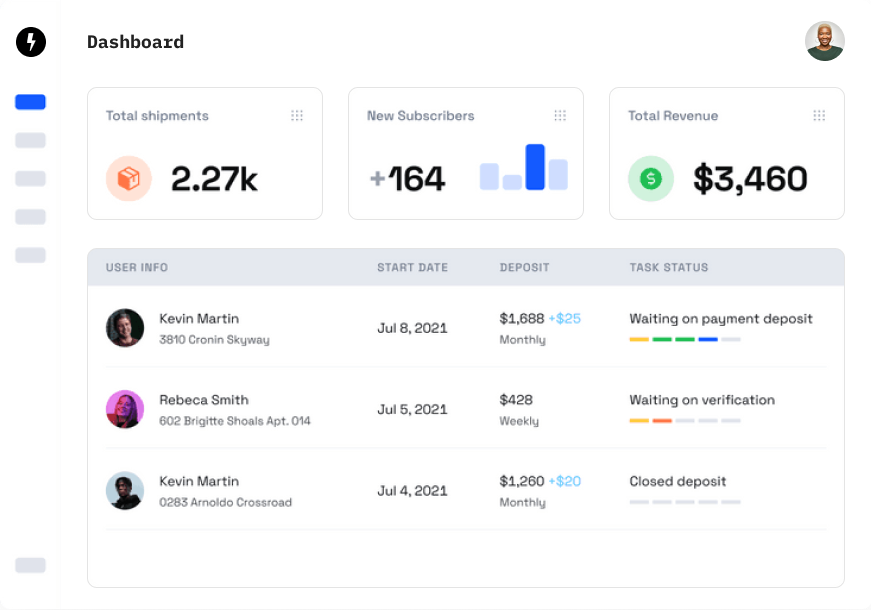 Dashboard
Total shipments
2.27k
New Subscribers
+164
Total Revenue
$3,460
USER INFO START DATE DEPOSIT TASK STATUS
Kevin Martin
3810 Cronin Skyway
Jul 8, 2021
$1,688 +$25
Monthly
Waiting on payment deposit
Rebeca Smith
602 Brigitte Shoals Apt. 014
Jul 5, 2021
$428
Weekly
Waiting on verification
Kevin Martin
0283 Arnoldo Crossroad
Jul 4, 2021
$1,260 +$20
Monthly
Closed deposit